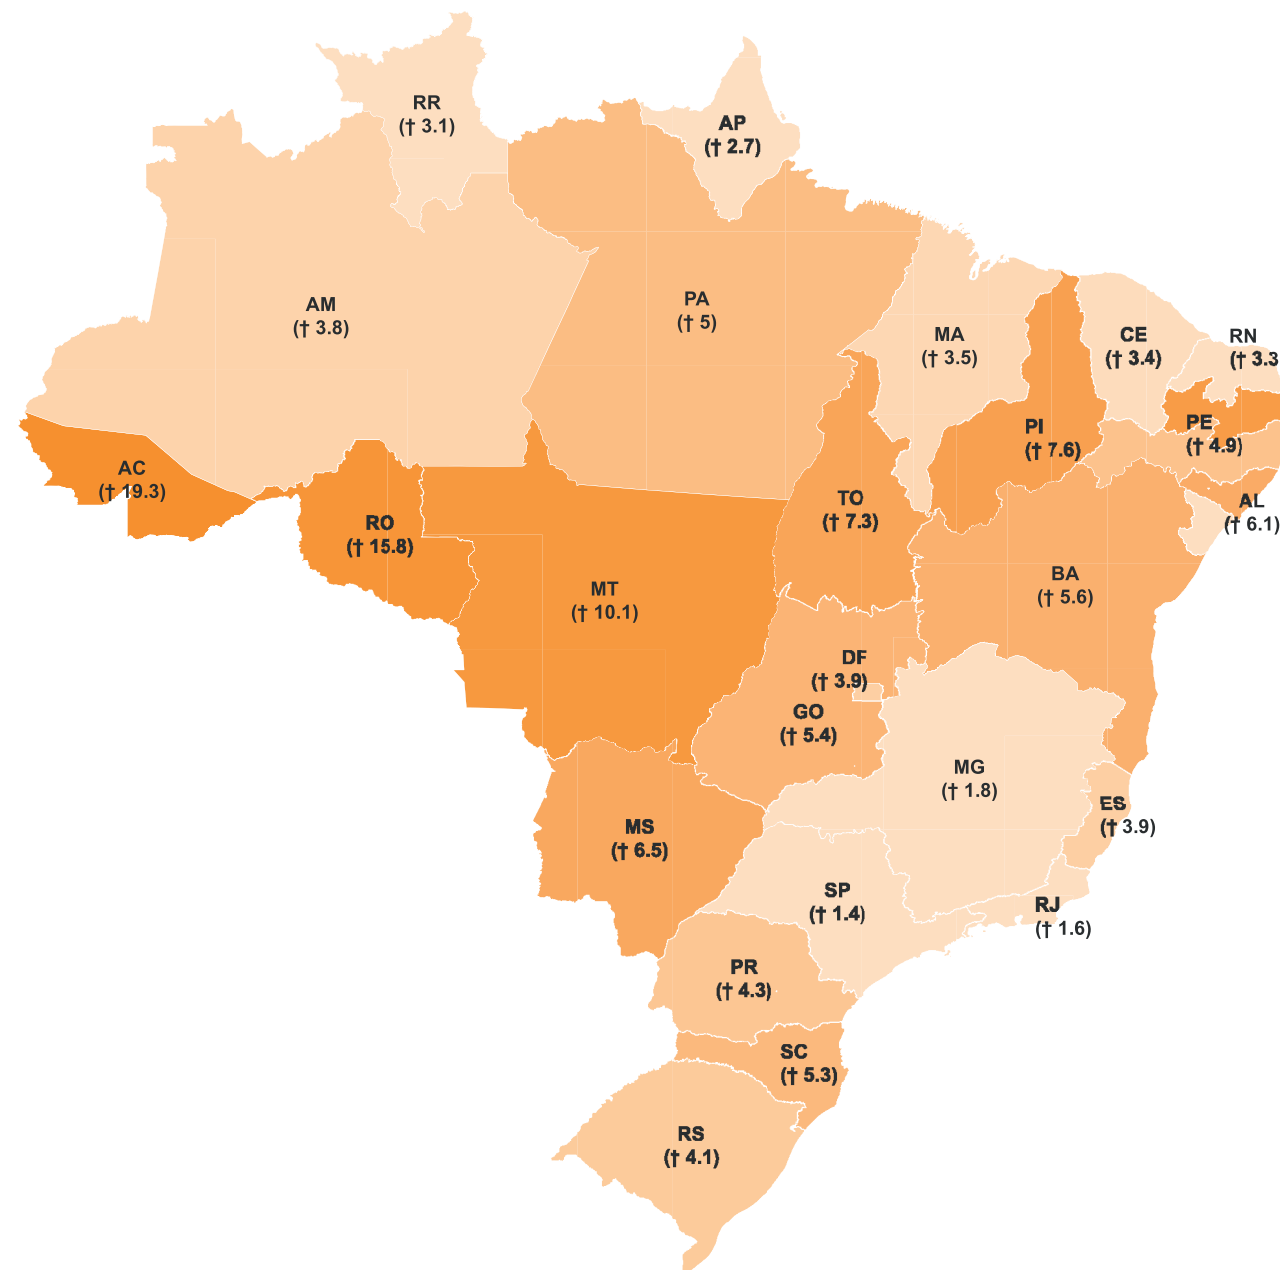 RR
(† 3.1)
AP
(† 2.7)
AM
(† 3.8)
PA
(† 5)
MA
(† 3.5)
CE
(† 3.4)
RN
(† 3.3
PI
(† 7.6)
PE
(† 4.9)
AC
(† 19.3)
RO
(† 15.8)
TO
(† 7.3)
AL
(† 6.1)
MT
(† 10.1)
BA
(† 5.6)
DF
(† 3.9)
GO
(† 5.4)
MG
(† 1.8)
ES
(† 3.9)
MS
(† 6.5)
SP
(† 1.4)
RJ
(† 1.6)
PR
(† 4.3)
SC
(† 5.3)
RS
(† 4.1)